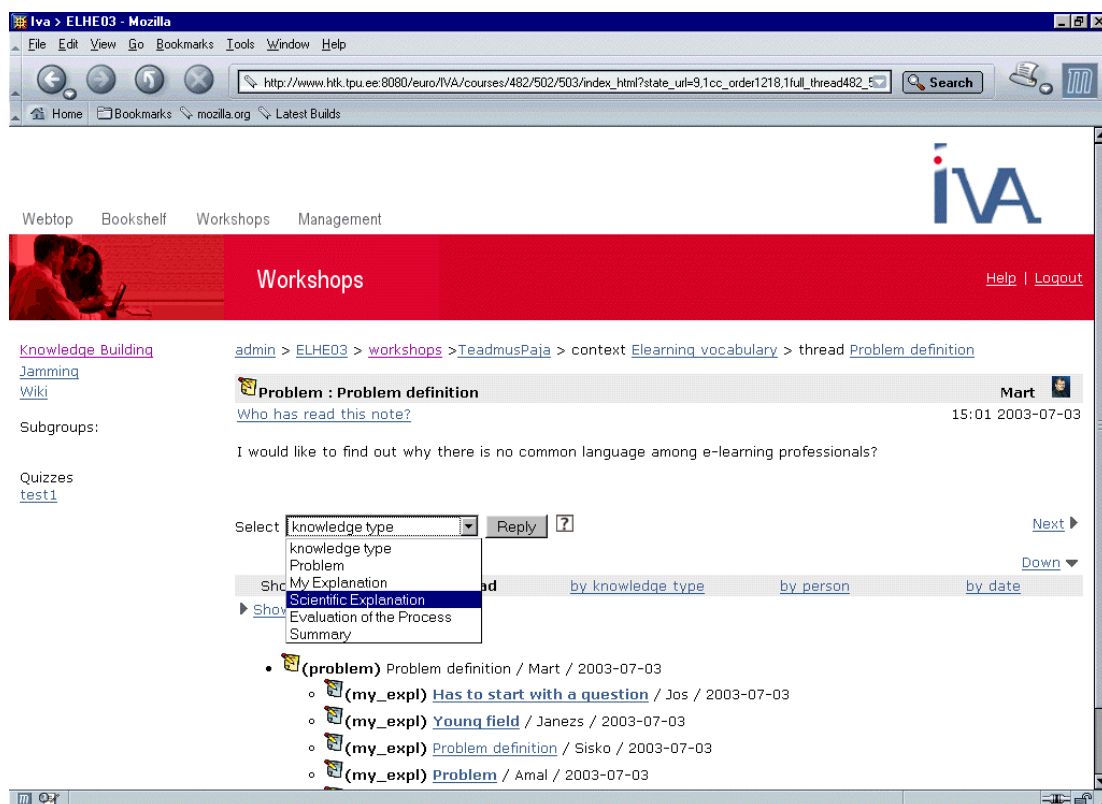 Iva > ELHE03 - Mozilla
File Edit View Go Bookmarks Tools Window Help
http://www.htk.tpu.ee:8080/euro/IVA/courses/482/502/503/index_html?state_url=9,1cc_order1218,1full_thread482_5 Search
Home Bookmarks mozilla.org Latest Builds
IVA
Webtop Bookshelf Workshops Management
Workshops
Help | Logout
Knowledge Building
Jamming
Wiki
Subgroups:
Quizzes
test1
admin > ELHE03 > workshops >TeadmusPaja > context Elearning vocabulary > thread Problem definition
Problem : Problem definition Mart
Who has read this note? 15:01 2003-07-03
I would like to find out why there is no common language among e-learning professionals?
Select knowledge type Reply ? Next
knowledge type
Problem
My Explanation
Scientific Explanation
Evaluation of the Process
Summary
Down
Sho ad by knowledge type by person by date
Show
(problem) Problem definition / Mart / 2003-07-03
(my_expl) Has to start with a question / Jos / 2003-07-03
(my_expl) Young field / Janezs / 2003-07-03
(my_expl) Problem definition / Sisko / 2003-07-03
(my_expl) Problem / Amal / 2003-07-03